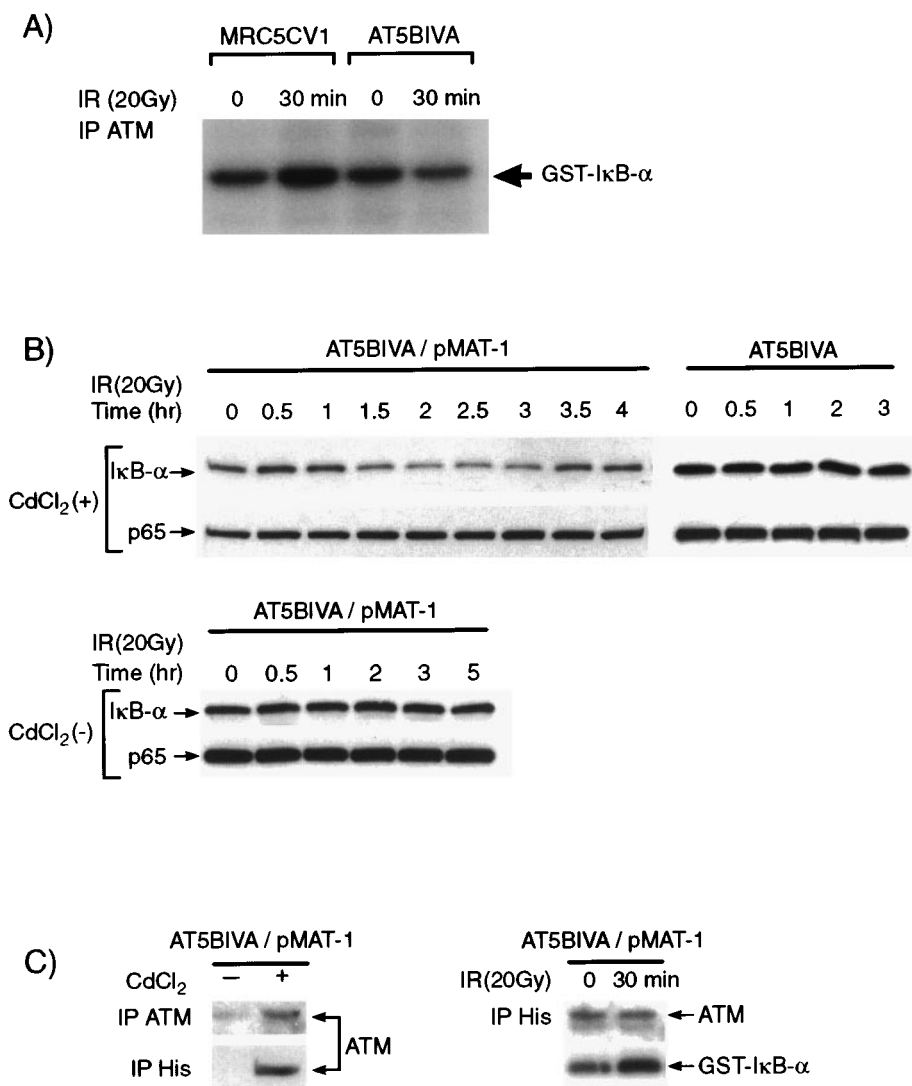 A)
MRC5CV1 AT5BIVA
IR (20Gy) 0 30 min 0 30 min
IP ATM
GST-IκB-α
B)
AT5BIVA / pMAT-1 AT5BIVA
IR(20Gy)
Time (hr) 0 0.5 1 1.5 2 2.5 3 3.5 4 0 0.5 1 2 3
IκB-α
CdCl2(+)
p65
AT5BIVA / pMAT-1
IR(20Gy)
Time (hr) 0 0.5 1 2 3 5
IκB-α
CdCl2(-)
p65
C)
AT5BIVA / pMAT-1 AT5BIVA / pMAT-1
CdCl2 – + IR(20Gy) 0 30 min
IP ATM IP His ATM
ATM
IP His GST-IκB-α